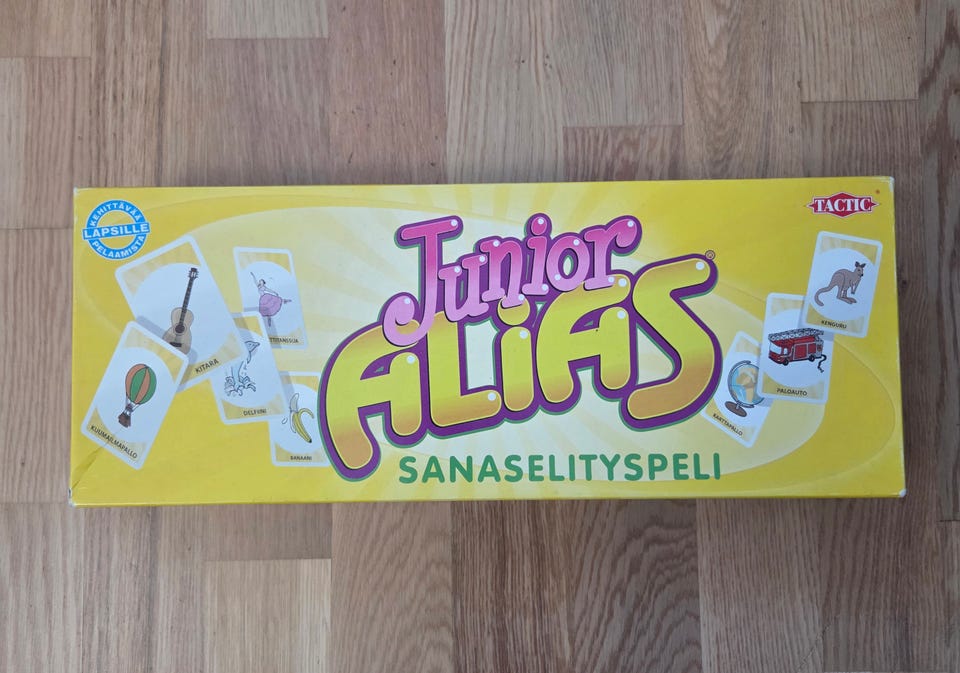 KEHITTÄVÄÄ
LAPSILLE
PELAAMISTA
TACTIC
Junior
ALIAS®
SANASELITYSPELI
KUUMAILMAPALLO
KITARA
DELFIINI
BANAANI
KENGURU
PALOAUTO
KARTTAPALLO